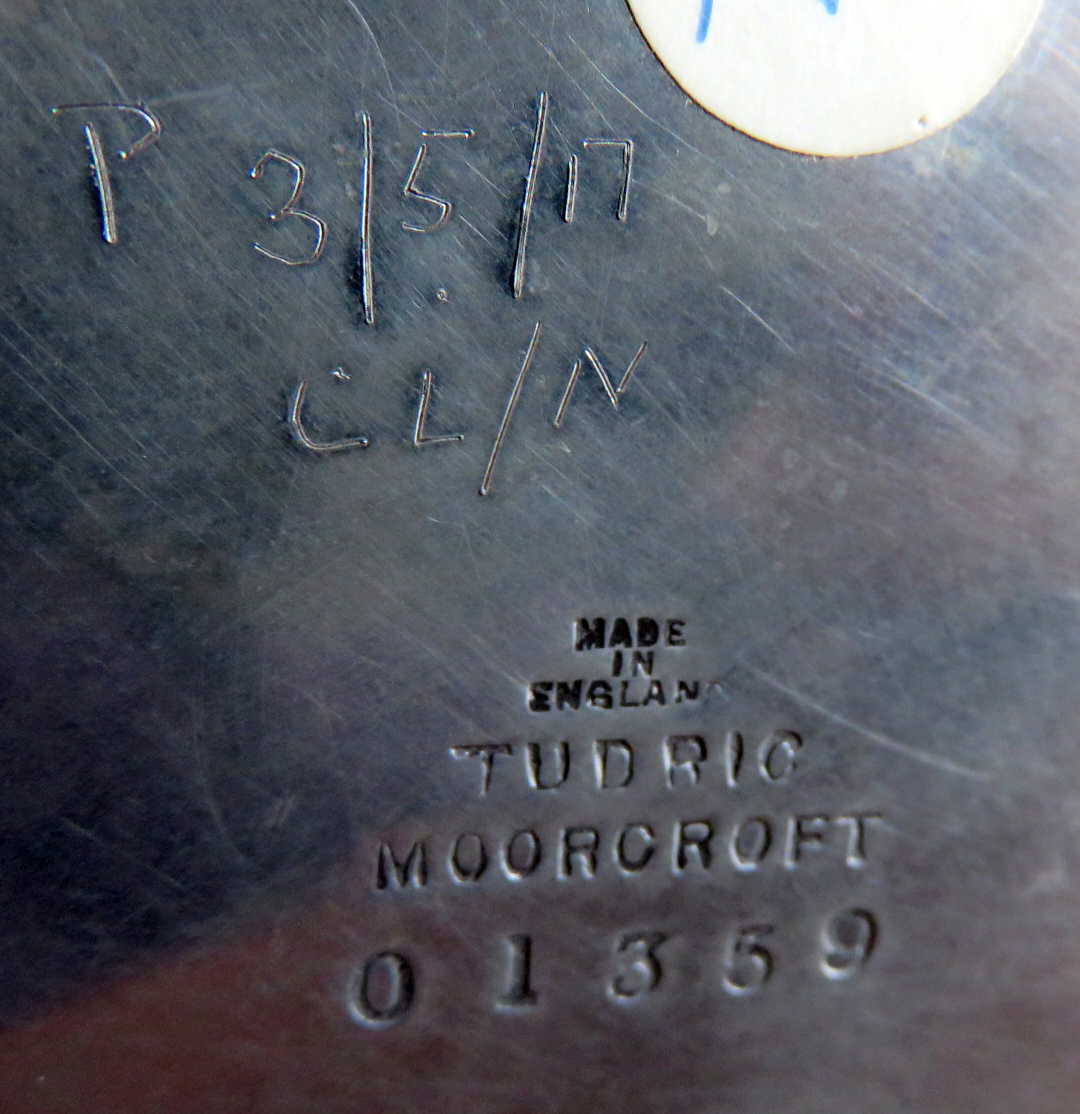 P 3/5/17
CL/N
MADE
IN
ENGLAND
TUDRIC
MOORCROFT
01359